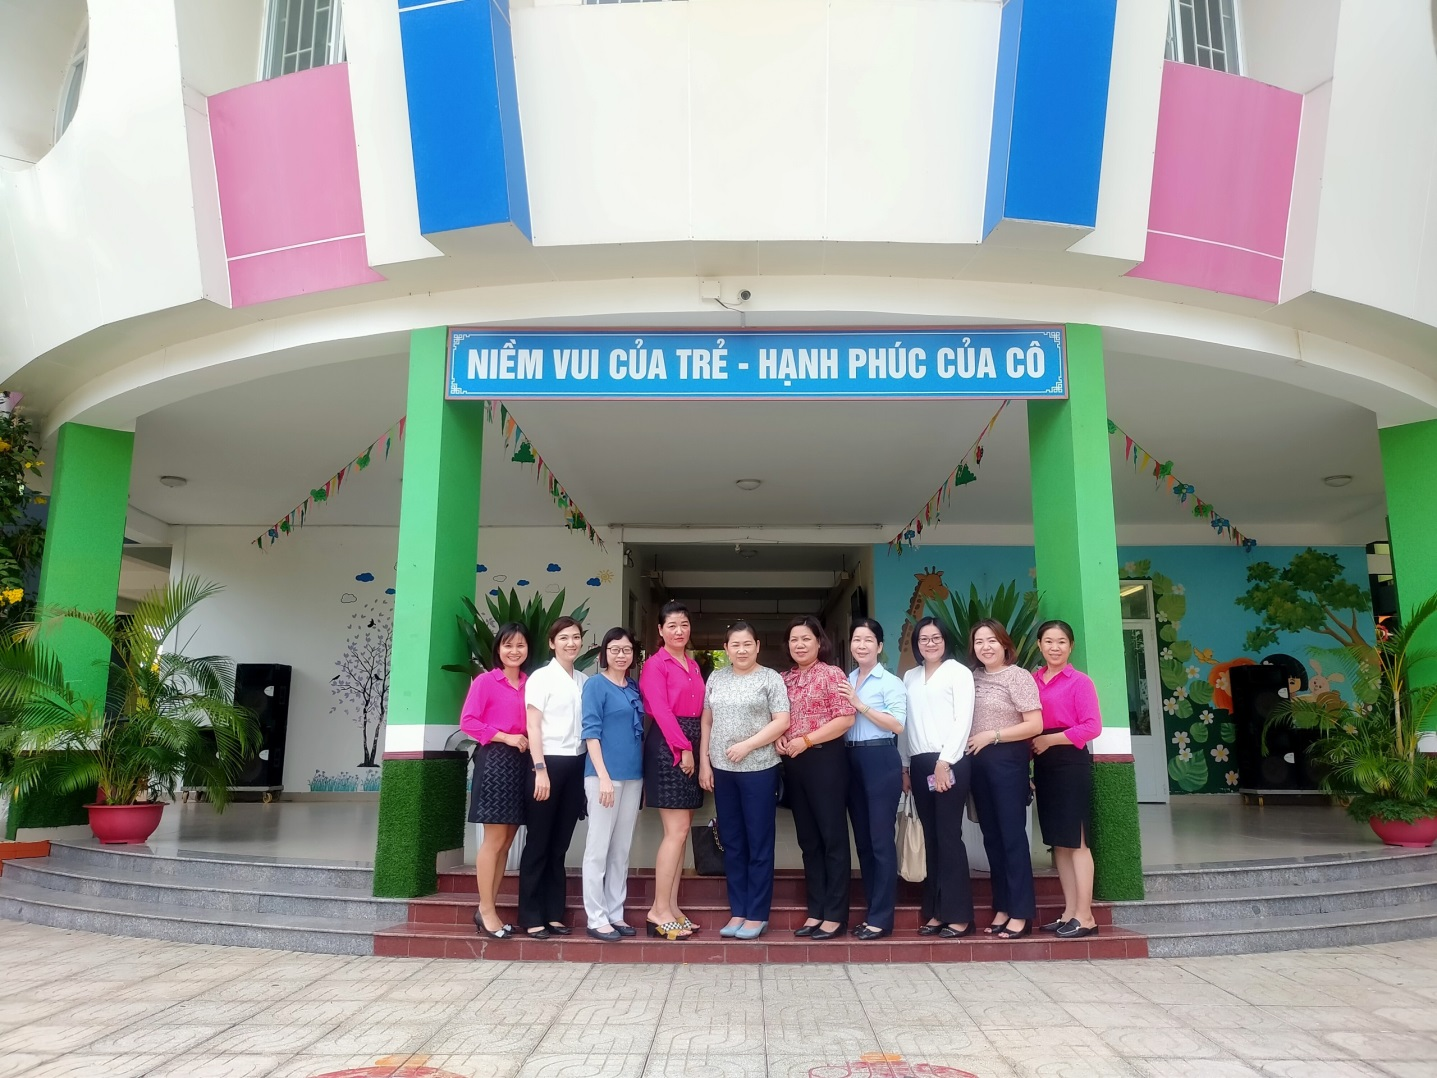 NIỀM VUI CỦA TRẺ - HẠNH PHÚC CỦA CÔ